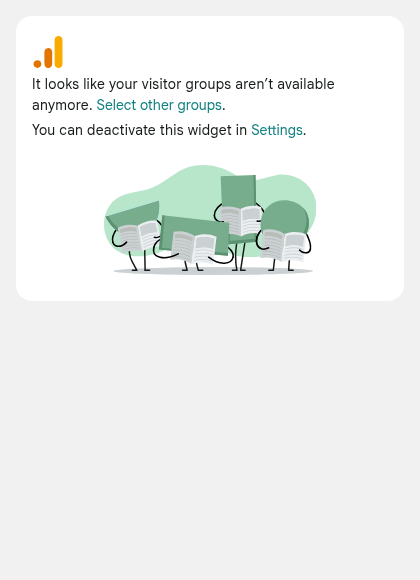 It looks like your visitor groups aren’t available
anymore. Select other groups.
You can deactivate this widget in Settings.